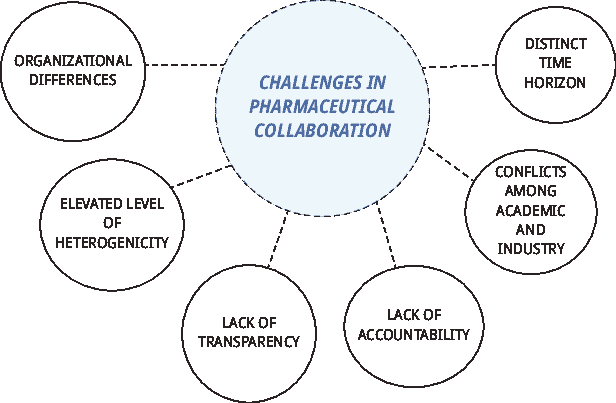 CHALLENGES IN
PHARMACEUTICAL
COLLABORATION
ORGANIZATIONAL
DIFFERENCES
ELEVATED LEVEL
OF
HETEROGENICITY
LACK OF
TRANSPARENCY
LACK OF
ACCOUNTABILITY
CONFLICTS
AMONG
ACADEMIC
AND
INDUSTRY
DISTINCT
TIME
HORIZON